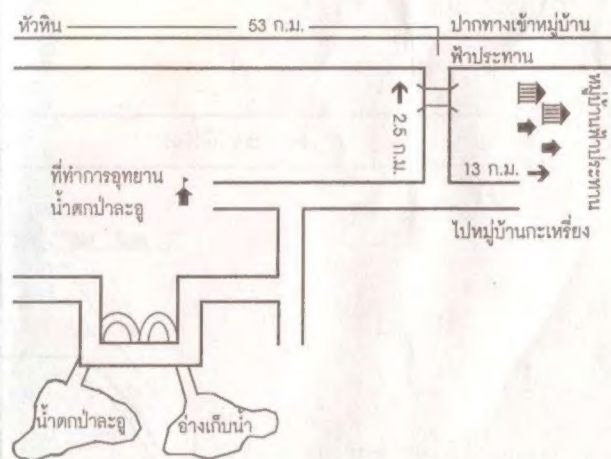 หัวหิน
53 ก.ม.
ปากทางเข้าหมู่บ้าน
ฟ้าประทาน
2.5 ก.ม.
13 ก.ม.
หมู่บ้านฟ้าประทาน
ที่ทำการอุทยาน
น้ำตกป่าละอู
ไปหมู่บ้านกะเหรี่ยง
น้ำตกป่าละอู
อ่างเก็บน้ำ